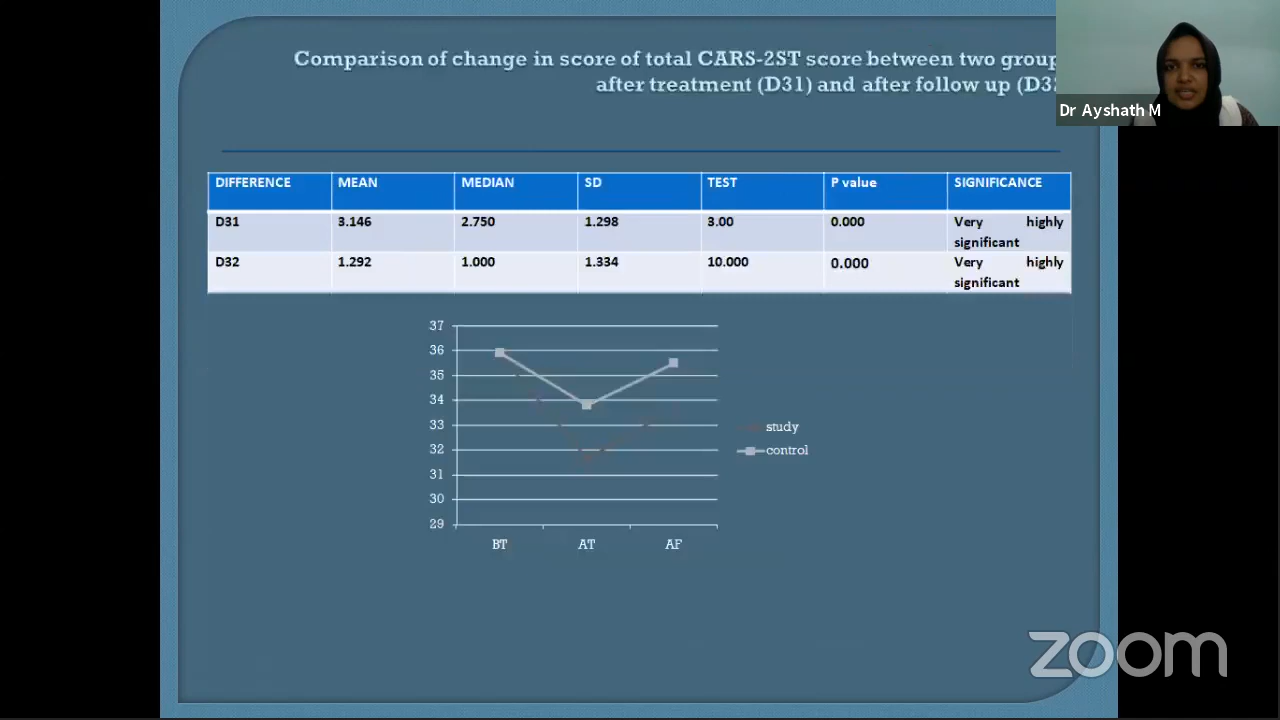 Comparison of change in score of total CARS-2ST score between two group
after treatment (D31) and after follow up (D32
Dr Ayshath M
DIFFERENCE MEAN MEDIAN SD TEST P value SIGNIFICANCE
D31 3.146 2.750 1.298 3.00 0.000 Very highly
significant
D32 1.292 1.000 1.334 10.000 0.000 Very highly
significant
37
36
35
34
33
32
31
30
29
BT AT AF
study
control
zoom